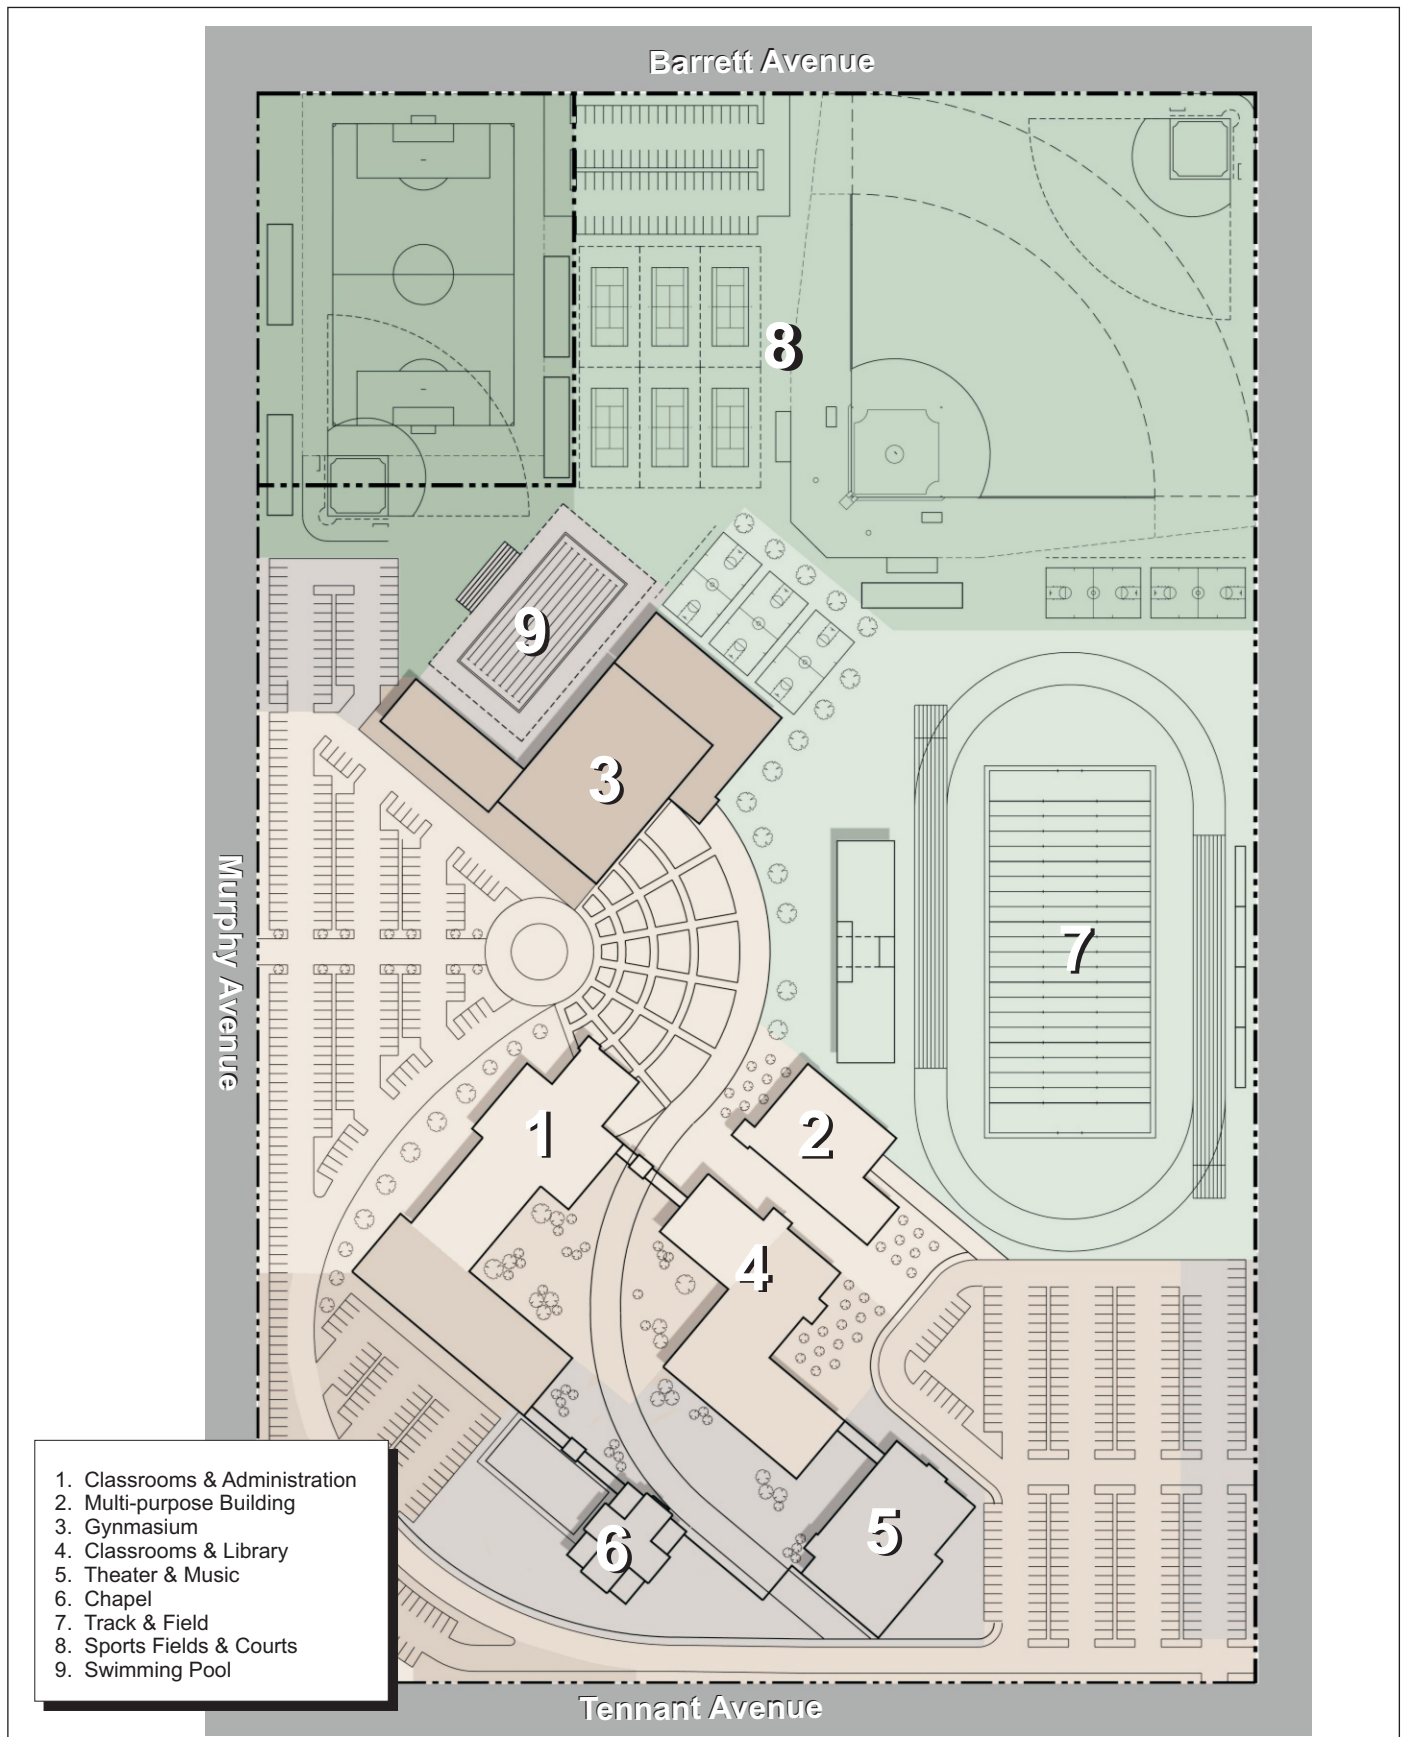 Barrett Avenue
8
9
3
7
Murphy Avenue
1
2
4
5
6
1. Classrooms & Administration
2. Multi-purpose Building
3. Gynmasium
4. Classrooms & Library
5. Theater & Music
6. Chapel
7. Track & Field
8. Sports Fields & Courts
9. Swimming Pool
Tennant Avenue